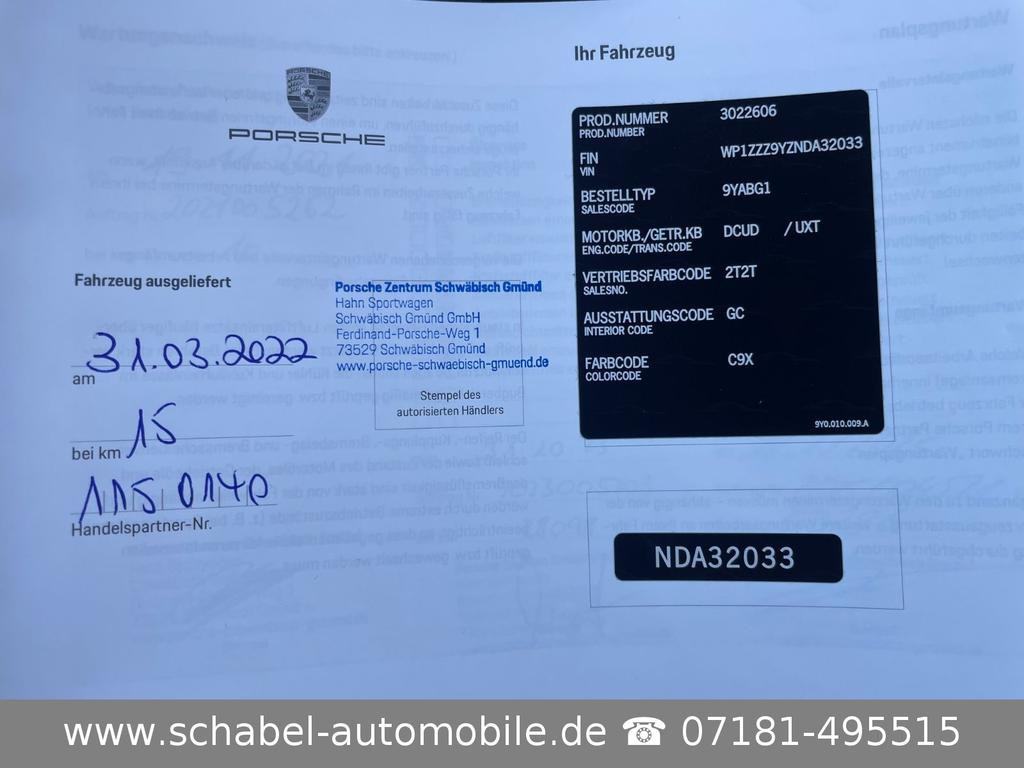 PORSCHE
PORSCHE
Fahrzeug ausgeliefert
31.03.2022
am
15
bei km
115 0140
Handelspartner-Nr.
Porsche Zentrum Schwäbisch Gmünd
Hahn Sportwagen
Schwäbisch Gmünd GmbH
Ferdinand-Porsche-Weg 1
73529 Schwäbisch Gmünd
www.porsche-schwaebisch-gmuend.de
Stempel des
autorisierten Händlers
Ihr Fahrzeug
PROD.NUMMER 3022606
PROD.NUMBER
FIN WP1ZZZ9YZNDA32033
VIN
BESTELLTYP 9YABG1
SALESCODE
MOTORKB./GETR.KB DCUD / UXT
ENG.CODE/TRANS.CODE
VERTRIEBSFARBCODE 2T2T
SALESNO.
AUSSTATTUNGSCODE GC
INTERIOR CODE
FARBCODE C9X
COLORCODE
9Y0.010.009.A
NDA32033
www.schabel-automobile.de ☎ 07181-495515